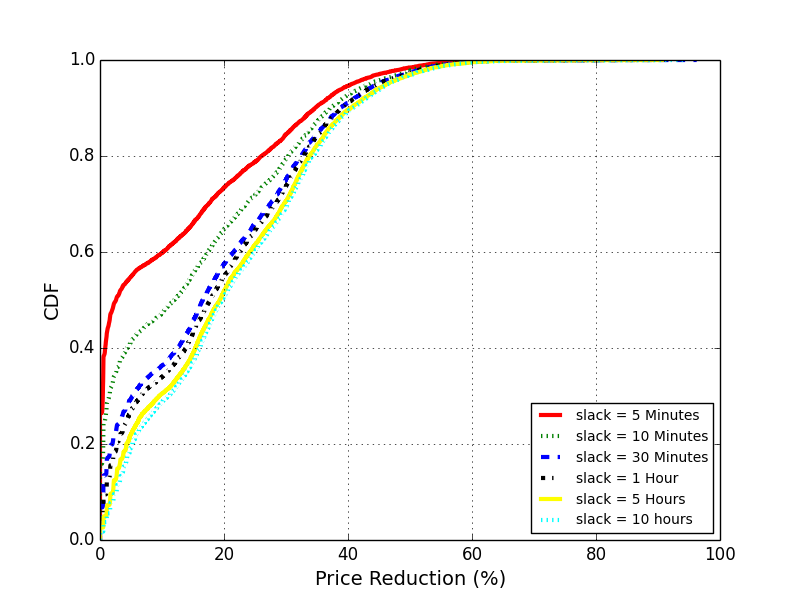 1.0
0.8
0.6
0.4
0.2
0.0
CDF
slack = 5 Minutes
slack = 10 Minutes
slack = 30 Minutes
slack = 1 Hour
slack = 5 Hours
slack = 10 hours
0 20 40 60 80 100
Price Reduction (%)